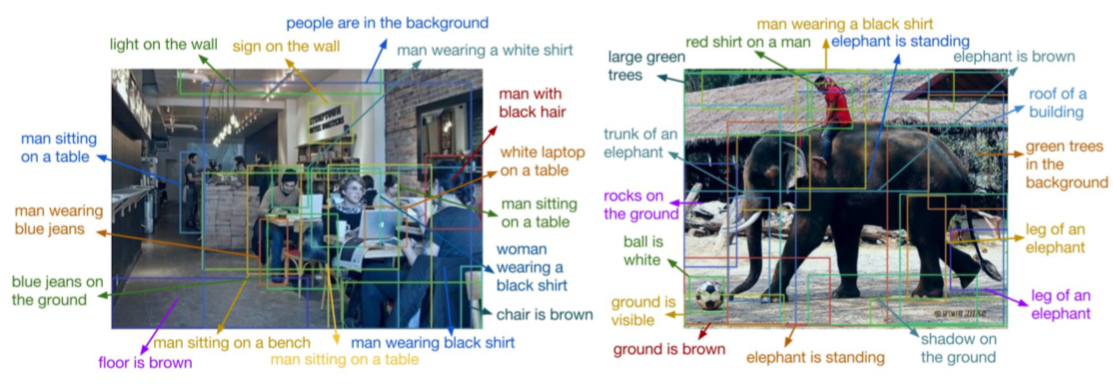 people are in the background
light on the wall
sign on the wall
man wearing a white shirt
man with
black hair
man sitting
on a table
white laptop
on a table
man wearing
blue jeans
man sitting
on a table
blue jeans on
the ground
woman
wearing a
black shirt
chair is brown
man sitting on a bench
man wearing black shirt
man sitting on a table
floor is brown
STUMPTOWN
COFFEE ROASTERS
man wearing a black shirt
red shirt on a man
elephant is standing
large green
trees
elephant is brown
roof of a
building
trunk of an
elephant
green trees
in the
background
rocks on
the ground
leg of an
elephant
ball is
white
ground is
visible
leg of an
elephant
ground is brown
elephant is standing
shadow on
the ground